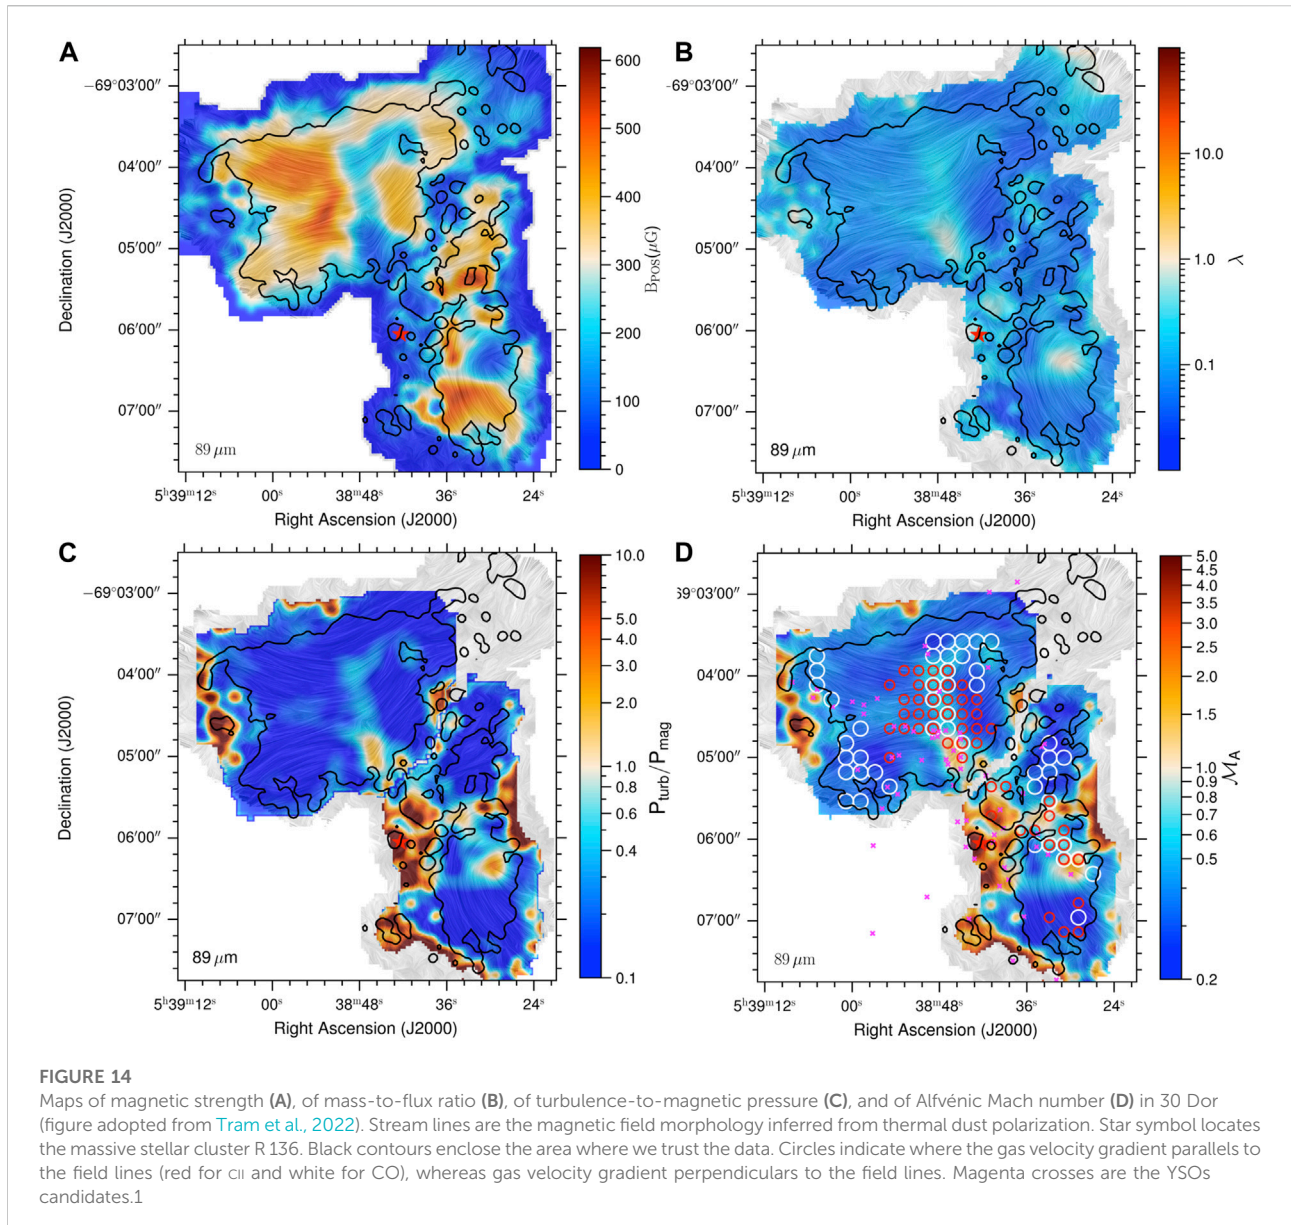 A
−69°03′00″
04′00″
05′00″
06′00″
07′00″
Declination (J2000)
89 μm
5ʰ39ᵐ12ˢ
00ˢ
38ᵐ48ˢ
36ˢ
24ˢ
Right Ascension (J2000)
600
500
400
300
200
100
0
B_POS(μG)
B
-69°03′00″
04′00″
05′00″
06′00″
07′00″
89 μm
5ʰ39ᵐ12ˢ
00ˢ
38ᵐ48ˢ
36ˢ
24ˢ
Right Ascension (J2000)
10.0
1.0
0.1
λ
C
−69°03′00″
04′00″
05′00″
06′00″
07′00″
Declination (J2000)
89 μm
5ʰ39ᵐ12ˢ
00ˢ
38ᵐ48ˢ
36ˢ
24ˢ
Right Ascension (J2000)
10.0
5.0
4.0
3.0
2.0
1.0
0.8
0.6
0.4
0.1
P_turb/P_mag
D
39°03′00″
04′00″
05′00″
06′00″
07′00″
89 μm
5ʰ39ᵐ12ˢ
00ˢ
38ᵐ48ˢ
36ˢ
24ˢ
Right Ascension (J2000)
5.0
4.5
4.0
3.5
3.0
2.5
2.0
1.5
1.0
0.9
0.8
0.7
0.6
0.5
0.2
M_A
FIGURE 14
Maps of magnetic strength (A), of mass-to-flux ratio (B), of turbulence-to-magnetic pressure (C), and of Alfvénic Mach number (D) in 30 Dor
(figure adopted from Tram et al., 2022). Stream lines are the magnetic field morphology inferred from thermal dust polarization. Star symbol locates
the massive stellar cluster R 136. Black contours enclose the area where we trust the data. Circles indicate where the gas velocity gradient parallels to
the field lines (red for CII and white for CO), whereas gas velocity gradient perpendiculars to the field lines. Magenta crosses are the YSOs
candidates.1